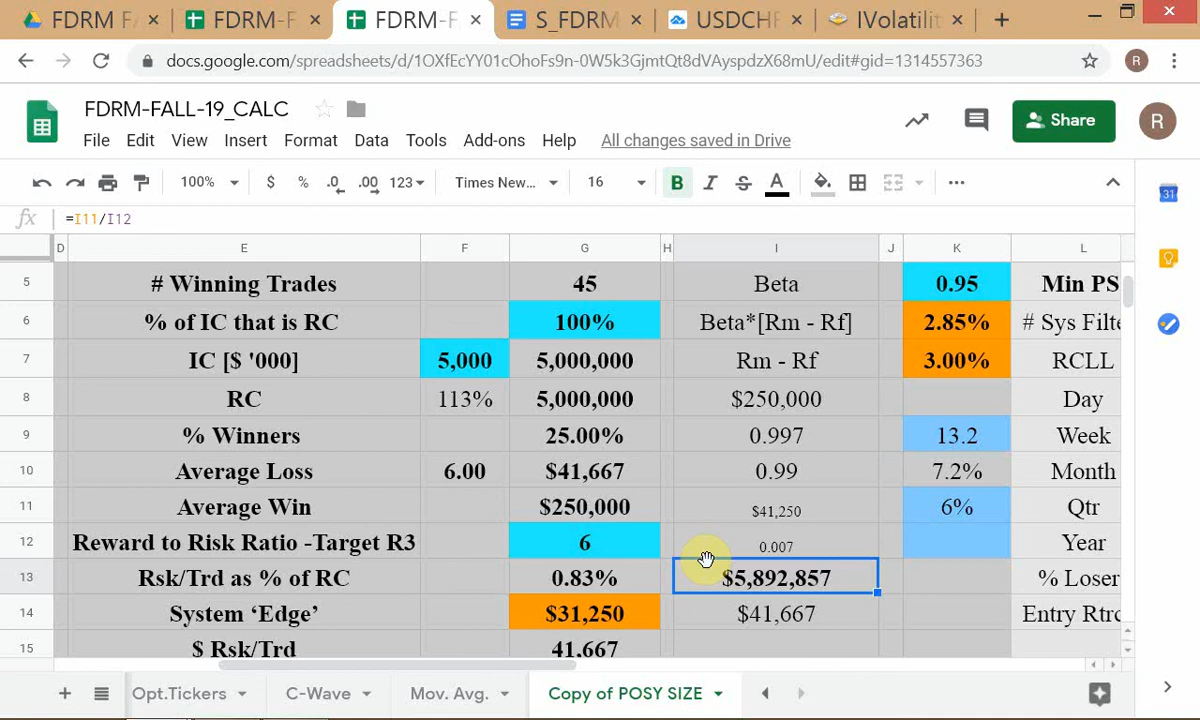 FDRM FA
FDRM-F
FDRM-F
S_FDRM
USDCHF
IVolatilit
docs.google.com/spreadsheets/d/1OXfEcYY01cOhoFs9n-0W5k3GjmtQt8dVAyspdzX68mU/edit#gid=1314557363
R
FDRM-FALL-19_CALC
Share
R
File Edit View Insert Format Data Tools Add-ons Help All changes saved in Drive
100% $ % .0 .00 123 Times New... 16 B I S A
31
fx =I11/I12
D E F G H I J K L
5 # Winning Trades 45 Beta 0.95 Min PS
6 % of IC that is RC 100% Beta*[Rm - Rf] 2.85% # Sys Filte
7 IC [$ '000] 5,000 5,000,000 Rm - Rf 3.00% RCLL
8 RC 113% 5,000,000 $250,000 Day
9 % Winners 25.00% 0.997 13.2 Week
10 Average Loss 6.00 $41,667 0.99 7.2% Month
11 Average Win $250,000 $41,250 6% Qtr
12 Reward to Risk Ratio -Target R3 6 0.007 Year
13 Rsk/Trd as % of RC 0.83% $5,892,857 % Loser
14 System ‘Edge’ $31,250 $41,667 Entry Rtrc
15 $ Rsk/Trd 41,667
Opt.Tickers C-Wave Mov. Avg. Copy of POSY SIZE